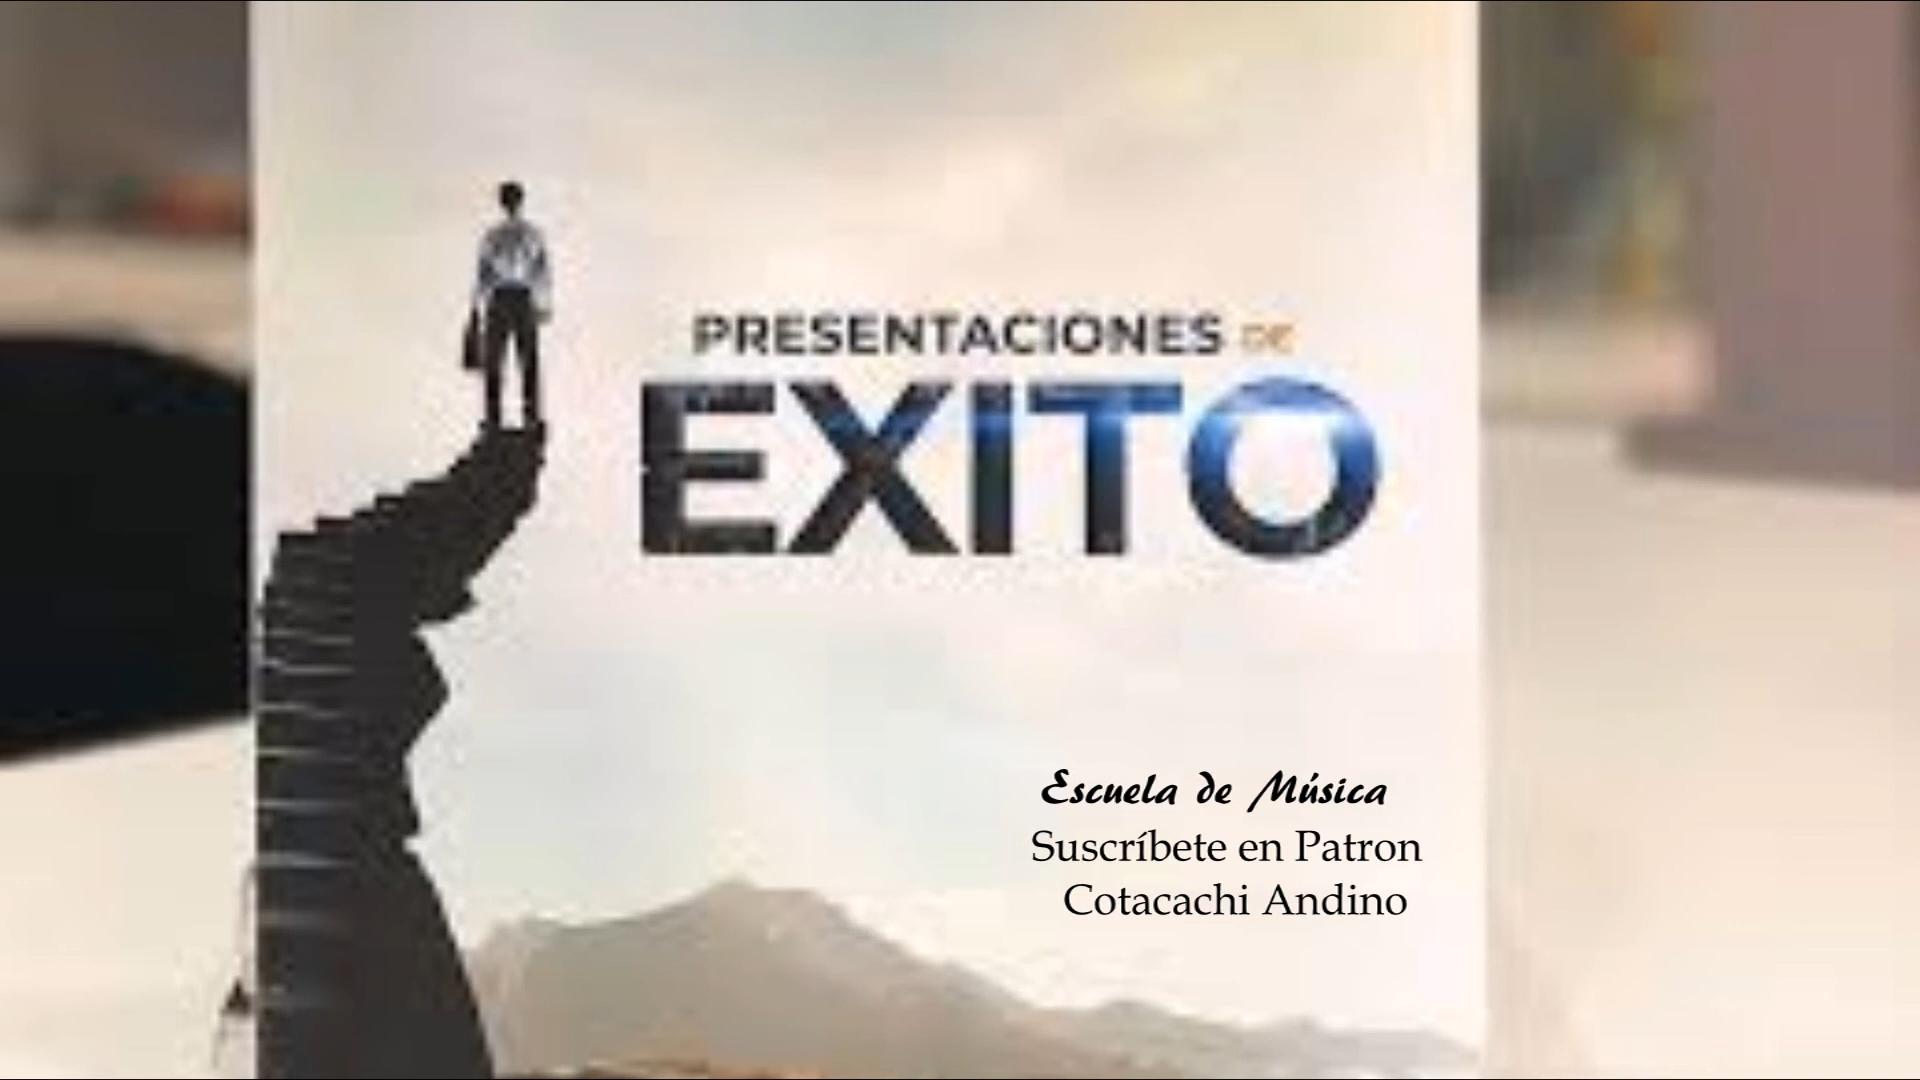 PRESENTACIONES DE
EXITO
Escuela de Música
Suscríbete en Patron
Cotacachi Andino